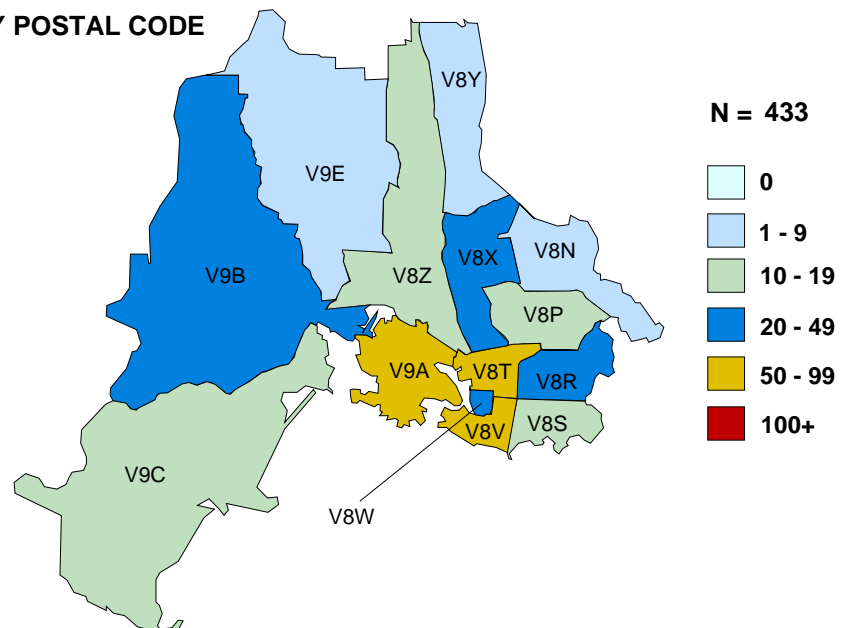 Y POSTAL CODE
V8Y
N = 433
V9E
0
1 - 9
V8N
V8X
V9B
V8Z
10 - 19
V8P
20 - 49
V9A
V8T
V8R
50 - 99
V8S
V8V
100+
V9C
V8W